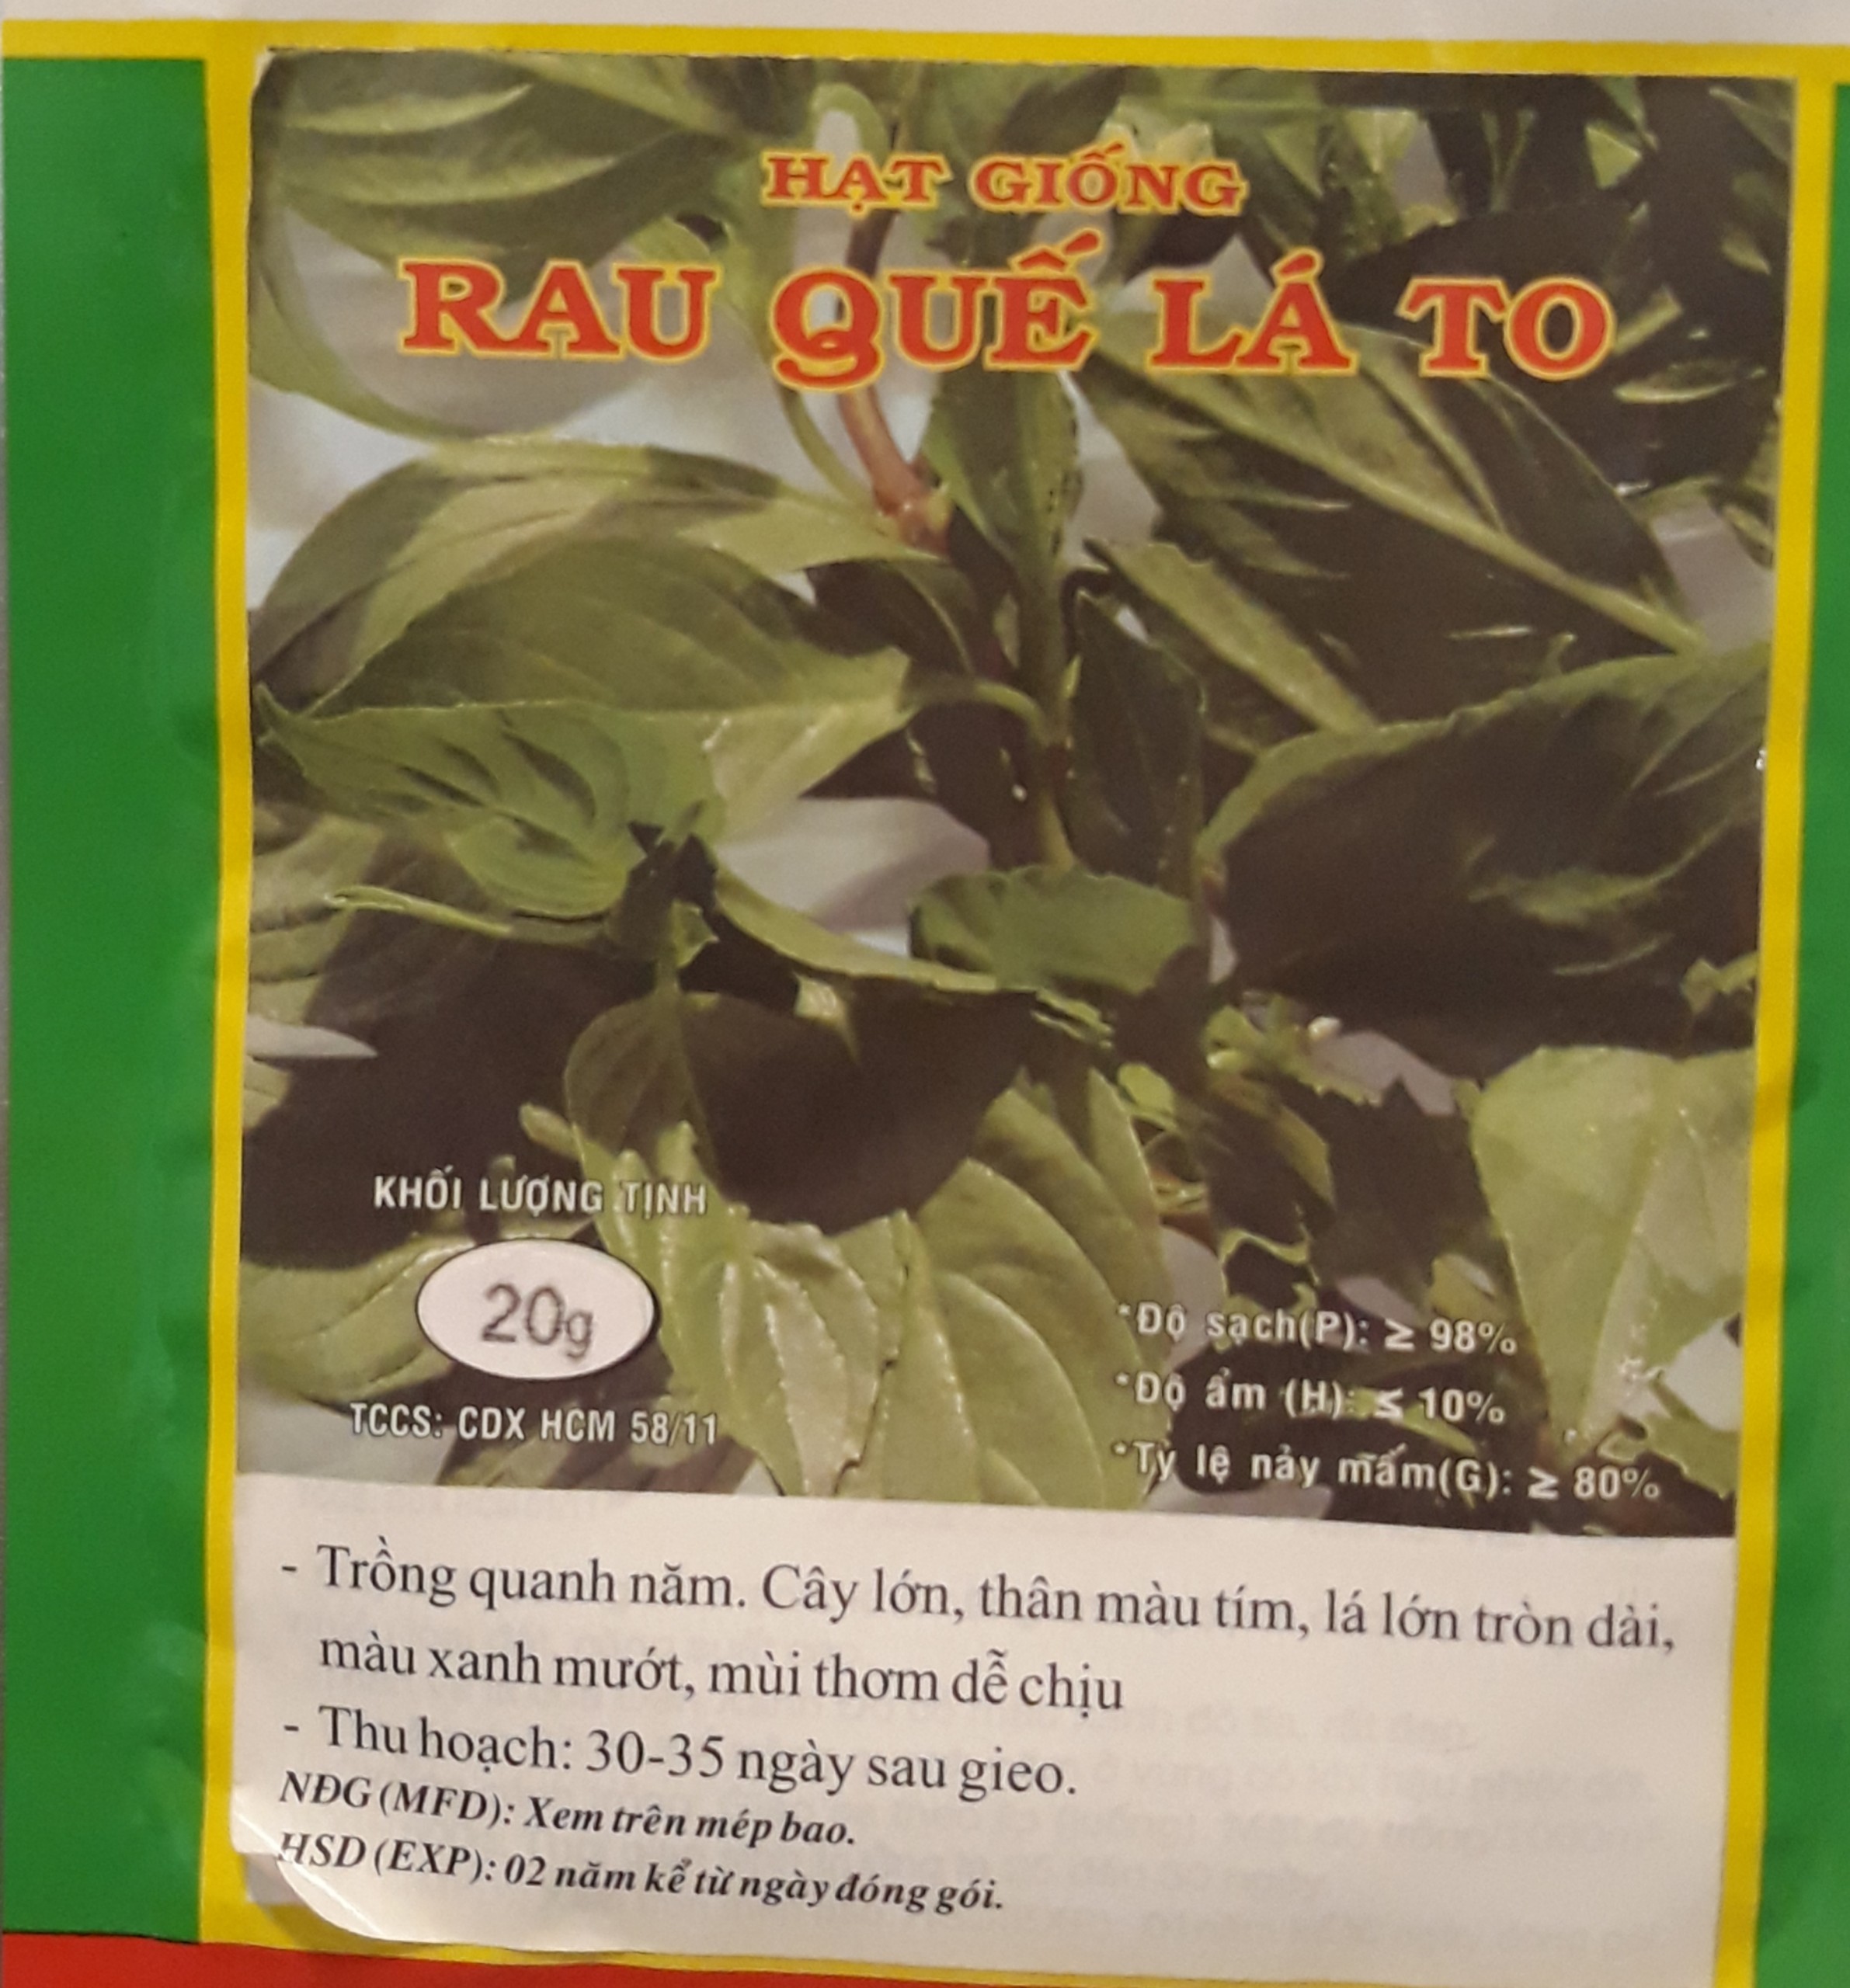 HẠT GIỐNG
RAU QUẾ LÁ TO
KHỐI LƯỢNG TỊNH
20g
TCCS: CDX HCM 58/11
*Độ sạch(P): ≥ 98%
*Độ ẩm (H): ≤ 10%
*Tỷ lệ nảy mầm(G): ≥ 80%
- Trồng quanh năm. Cây lớn, thân màu tím, lá lớn tròn dài,
màu xanh mướt, mùi thơm dễ chịu
- Thu hoạch: 30-35 ngày sau gieo.
NĐG (MFD): Xem trên mép bao.
HSD (EXP): 02 năm kể từ ngày đóng gói.